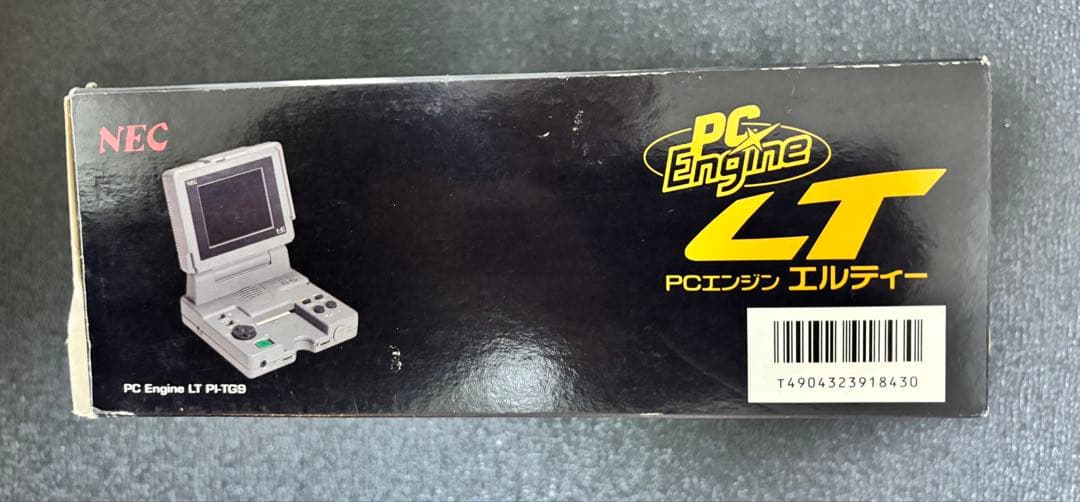 NEC
PC Engine
LT
PCエンジン エルティー
NEC
PC Engine LT PI-TG9
T4904323918430